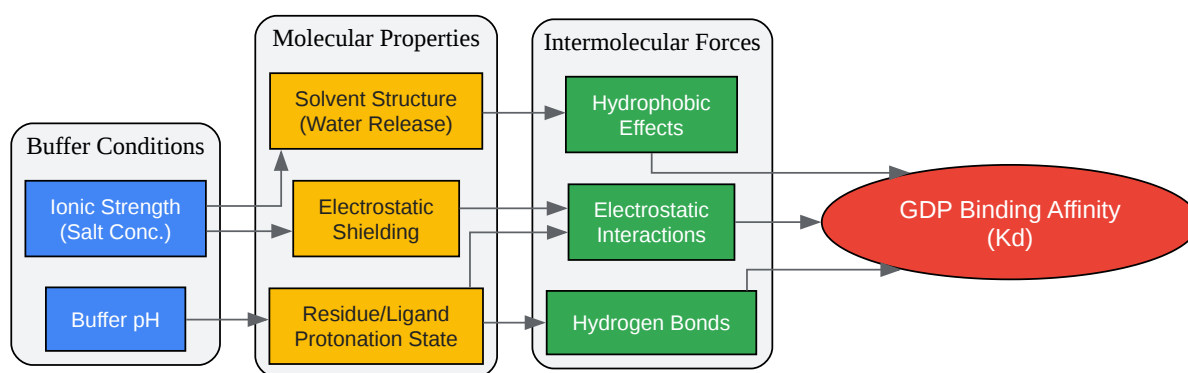 Buffer Conditions
Ionic Strength
(Salt Conc.)
Buffer pH
Molecular Properties
Solvent Structure
(Water Release)
Electrostatic
Shielding
Residue/Ligand
Protonation State
Intermolecular Forces
Hydrophobic
Effects
Electrostatic
Interactions
Hydrogen Bonds
GDP Binding Affinity
(Kd)